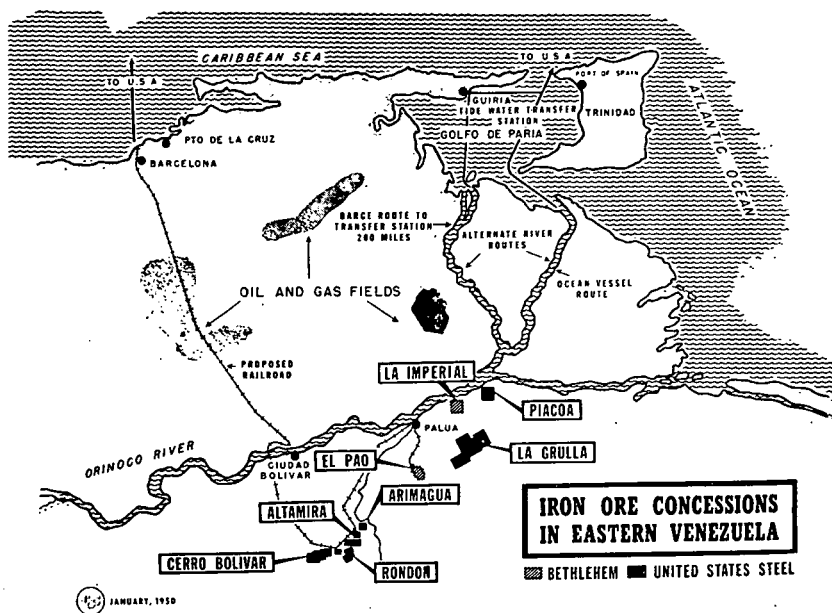 CARIBBEAN SEA
TO U.S.A
TO U.S.A
PORT OF SPAIN
GUIRIA
TIDE WATER TRANSFER
STATION
TRINIDAD
GOLFO DE PARIA
ATLANTIC OCEAN
PTO DE LA CRUZ
BARCELONA
BARGE ROUTE TO
TRANSFER STATION
200 MILES
ALTERNATE RIVER
ROUTES
OCEAN VESSEL
ROUTE
OIL AND GAS FIELDS
PROPOSED
RAILROAD
LA IMPERIAL
PIACOA
PALUA
LA GRULLA
ORINOCO RIVER
CIUDAD
BOLIVAR
EL PAO
ARIMAGUA
ALTAMIRA
CERRO BOLIVAR
RONDON
IRON ORE CONCESSIONS
IN EASTERN VENEZUELA
BETHLEHEM UNITED STATES STEEL
JANUARY, 1950